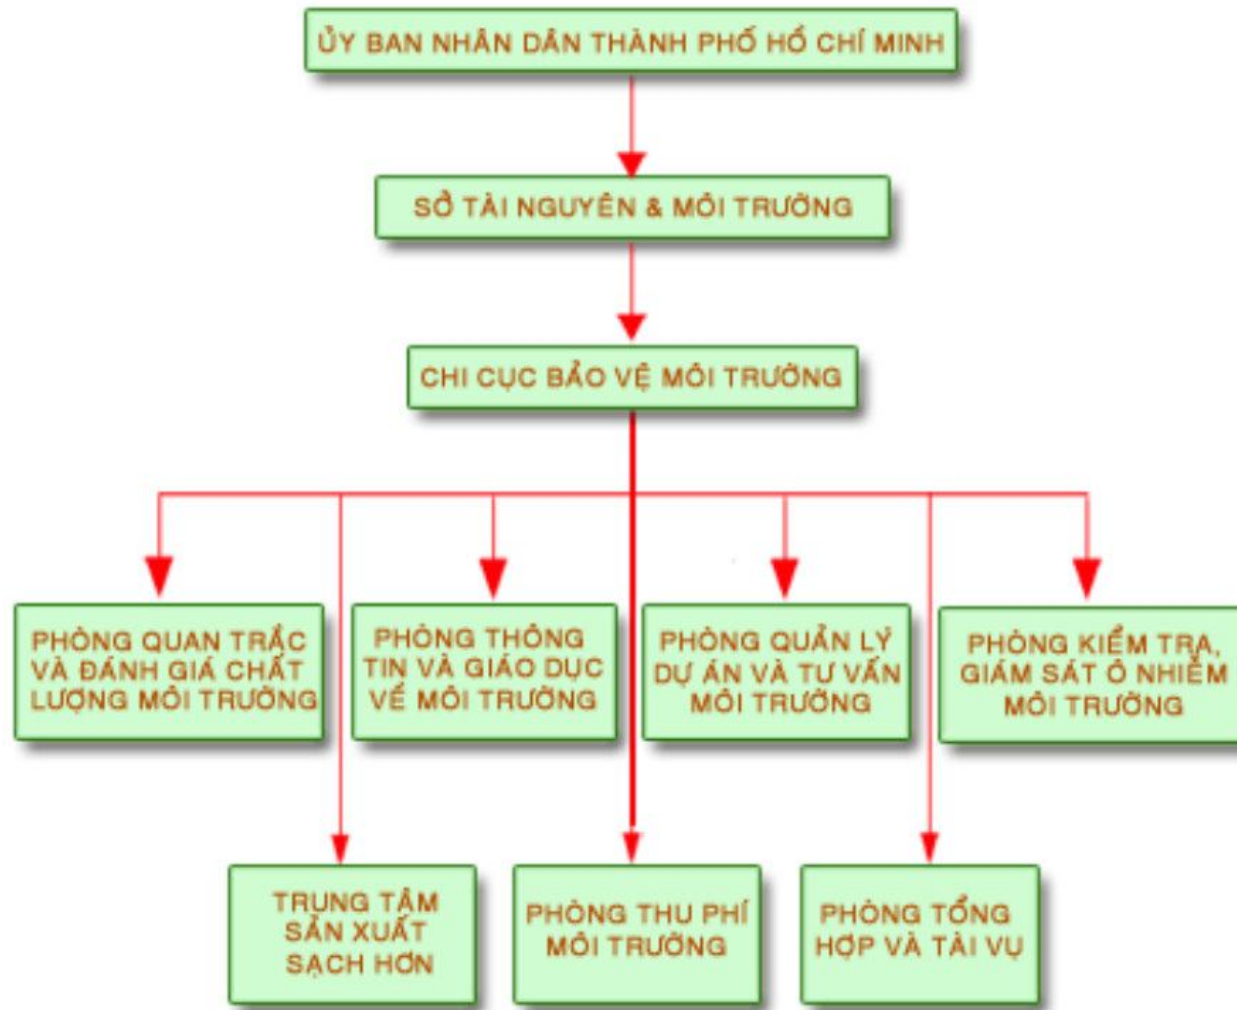 ỦY BAN NHÂN DÂN THÀNH PHỐ HỒ CHÍ MINH
SỞ TÀI NGUYÊN & MÔI TRƯỜNG
CHI CỤC BẢO VỆ MÔI TRƯỜNG
PHÒNG QUAN TRẮC
VÀ ĐÁNH GIÁ CHẤT
LƯỢNG MÔI TRƯỜNG
PHÒNG THÔNG
TIN VÀ GIÁO DỤC
VỀ MÔI TRƯỜNG
PHÒNG QUẢN LÝ
DỰ ÁN VÀ TƯ VẤN
MÔI TRƯỜNG
PHÒNG KIỂM TRA,
GIÁM SÁT Ô NHIỄM
MÔI TRƯỜNG
TRUNG TÂM
SẢN XUẤT
SẠCH HƠN
PHÒNG THU PHÍ
MÔI TRƯỜNG
PHÒNG TỔNG
HỢP VÀ TÀI VỤ